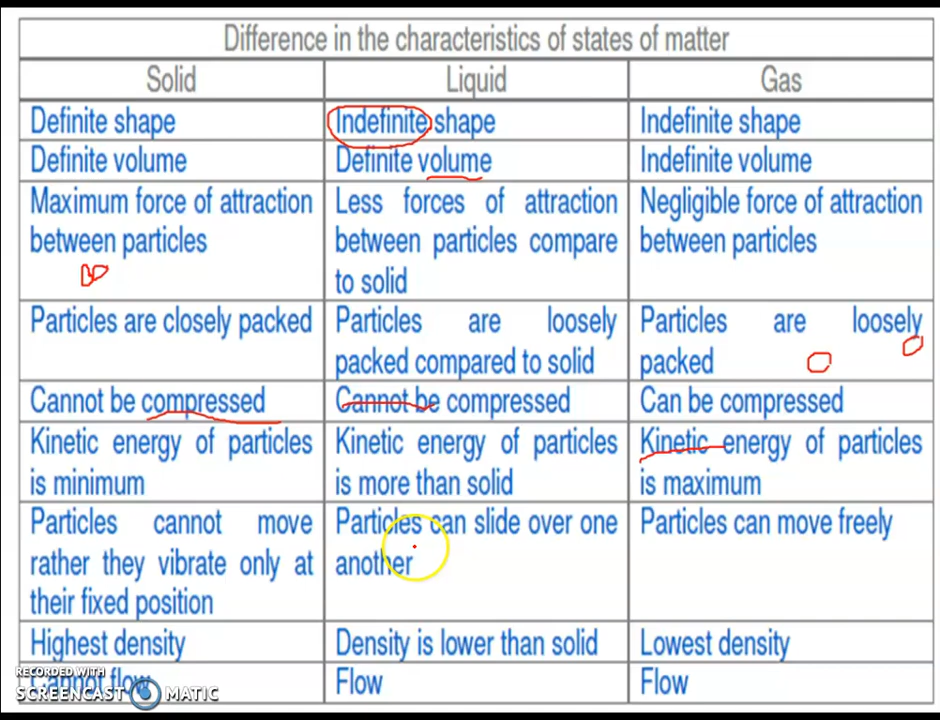 Difference in the characteristics of states of matter
Solid Liquid Gas
Definite shape Indefinite shape Indefinite shape
Definite volume Definite volume Indefinite volume
Maximum force of attraction Less forces of attraction Negligible force of attraction
between particles between particles compare between particles
to solid
Particles are closely packed Particles are loosely Particles are loosely
packed compared to solid packed
Cannot be compressed Cannot be compressed Can be compressed
Kinetic energy of particles Kinetic energy of particles Kinetic energy of particles
is minimum is more than solid is maximum
Particles cannot move Particles can slide over one Particles can move freely
rather they vibrate only at another
their fixed position
Highest density Density is lower than solid Lowest density
RECORDED WITH
Cannot flow Flow Flow
SCREENCAST MATIC